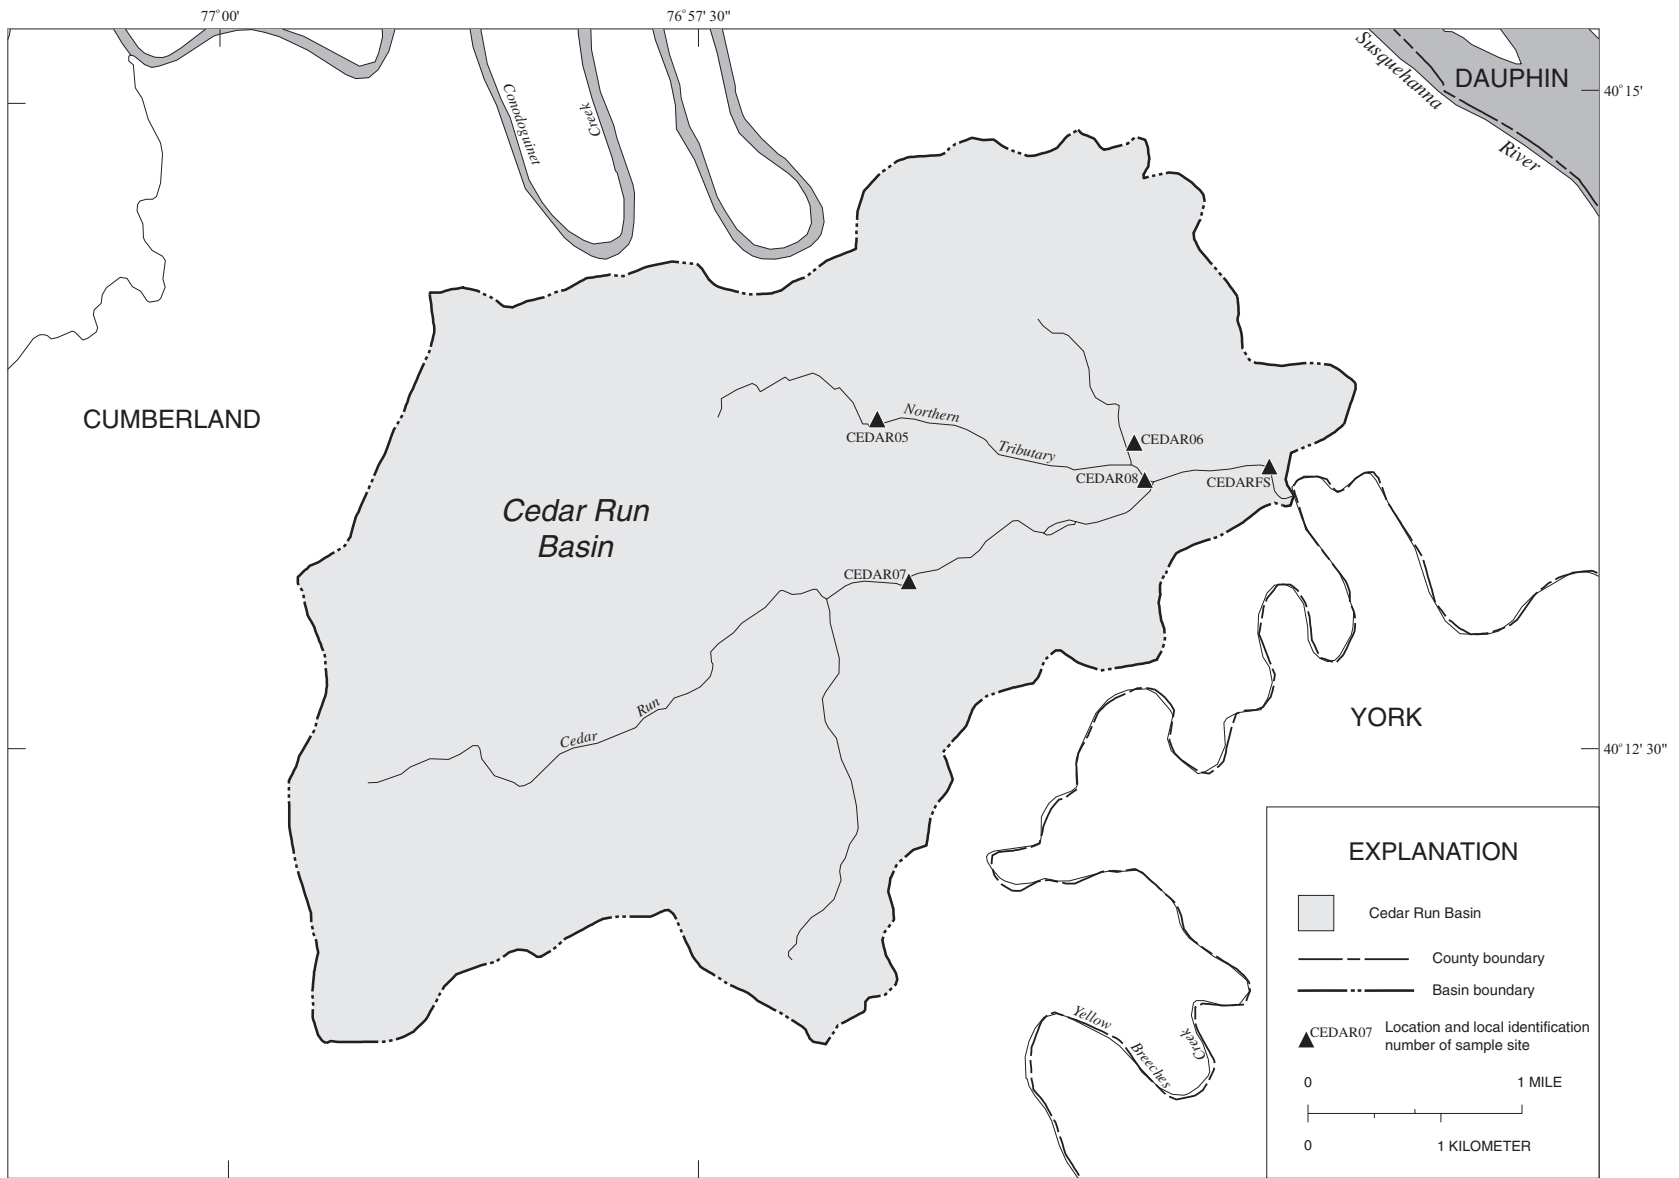 77°00'
76°57'30"
Susquehanna
River
DAUPHIN
40°15'
Conodoguinet
Creek
CUMBERLAND
Northern
Tributary
CEDAR05
CEDAR06
CEDAR08
CEDARFS
Cedar Run
Basin
CEDAR07
Cedar
Run
YORK
40°12'30"
Yellow
Breeches
Creek
EXPLANATION
Cedar Run Basin
County boundary
Basin boundary
CEDAR07
Location and local identification
number of sample site
0
1 MILE
0
1 KILOMETER